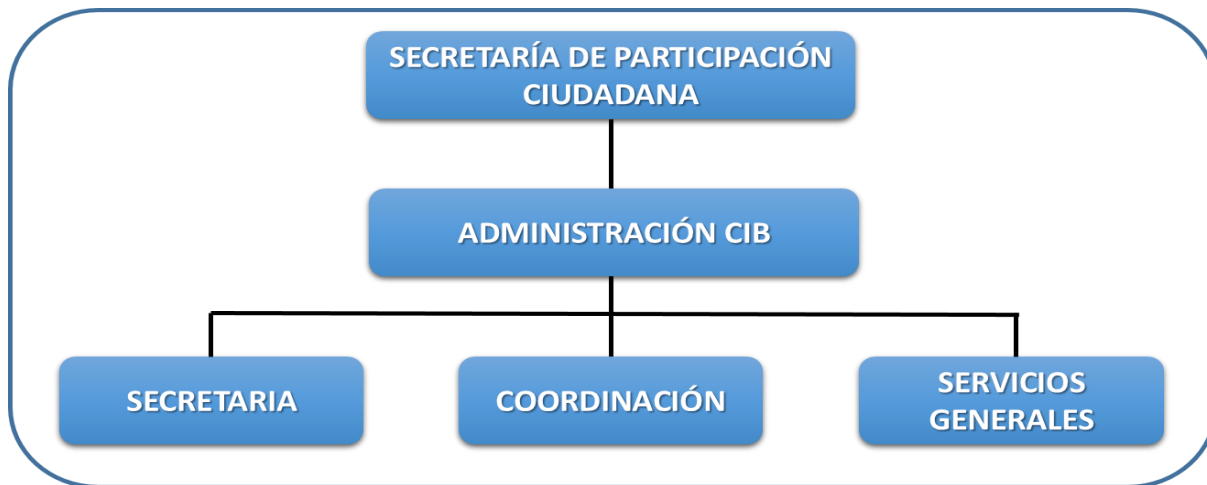 SECRETARÍA DE PARTICIPACIÓN
CIUDADANA
ADMINISTRACIÓN CIB
SECRETARIA
COORDINACIÓN
SERVICIOS
GENERALES